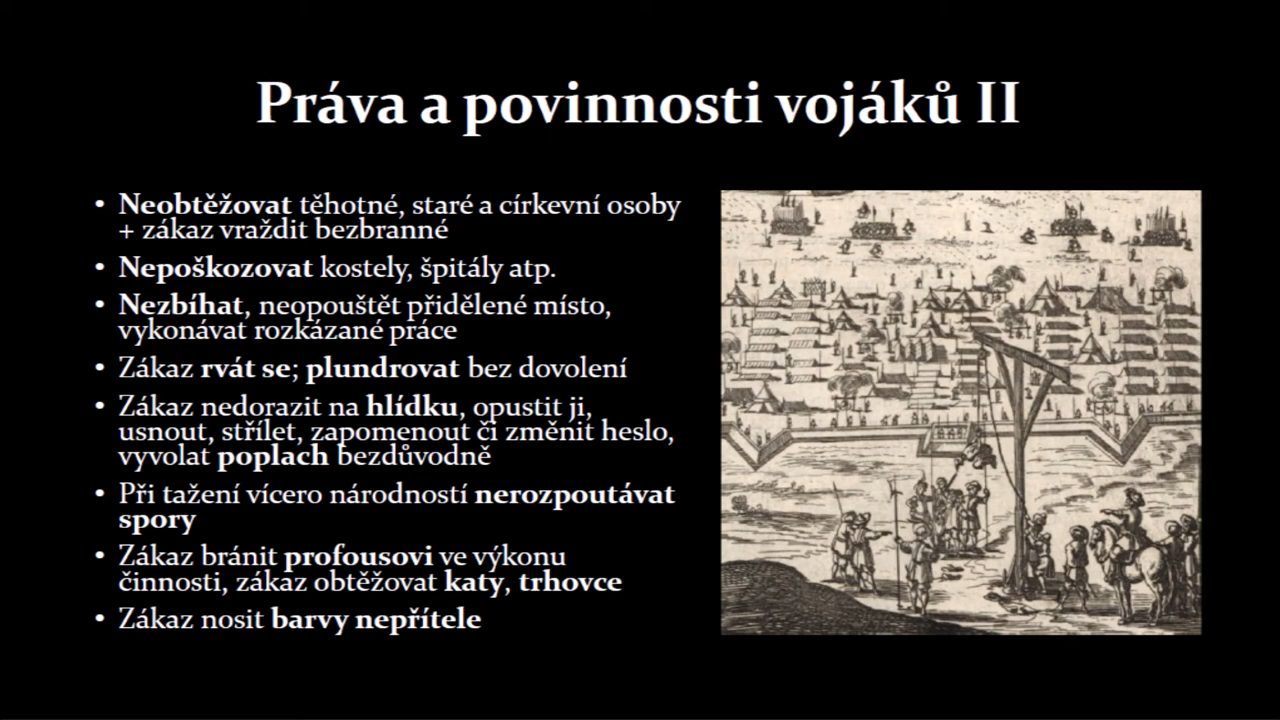 Práva a povinnosti vojáků II
• Neobtěžovat těhotné, staré a církevní osoby
+ zákaz vraždit bezbranné
• Nepoškozovat kostely, špitály atp.
• Nezbíhat, neopouštět přidělené místo,
vykonávat rozkázané práce
• Zákaz rvát se; plundrovat bez dovolení
• Zákaz nedorazit na hlídku, opustit ji,
usnout, střílet, zapomenout či změnit heslo,
vyvolat poplach bezdůvodně
• Při tažení vícero národností nerozpoutávat
spory
• Zákaz bránit profousovi ve výkonu
činnosti, zákaz obtěžovat katy, trhovce
• Zákaz nosit barvy nepřítele